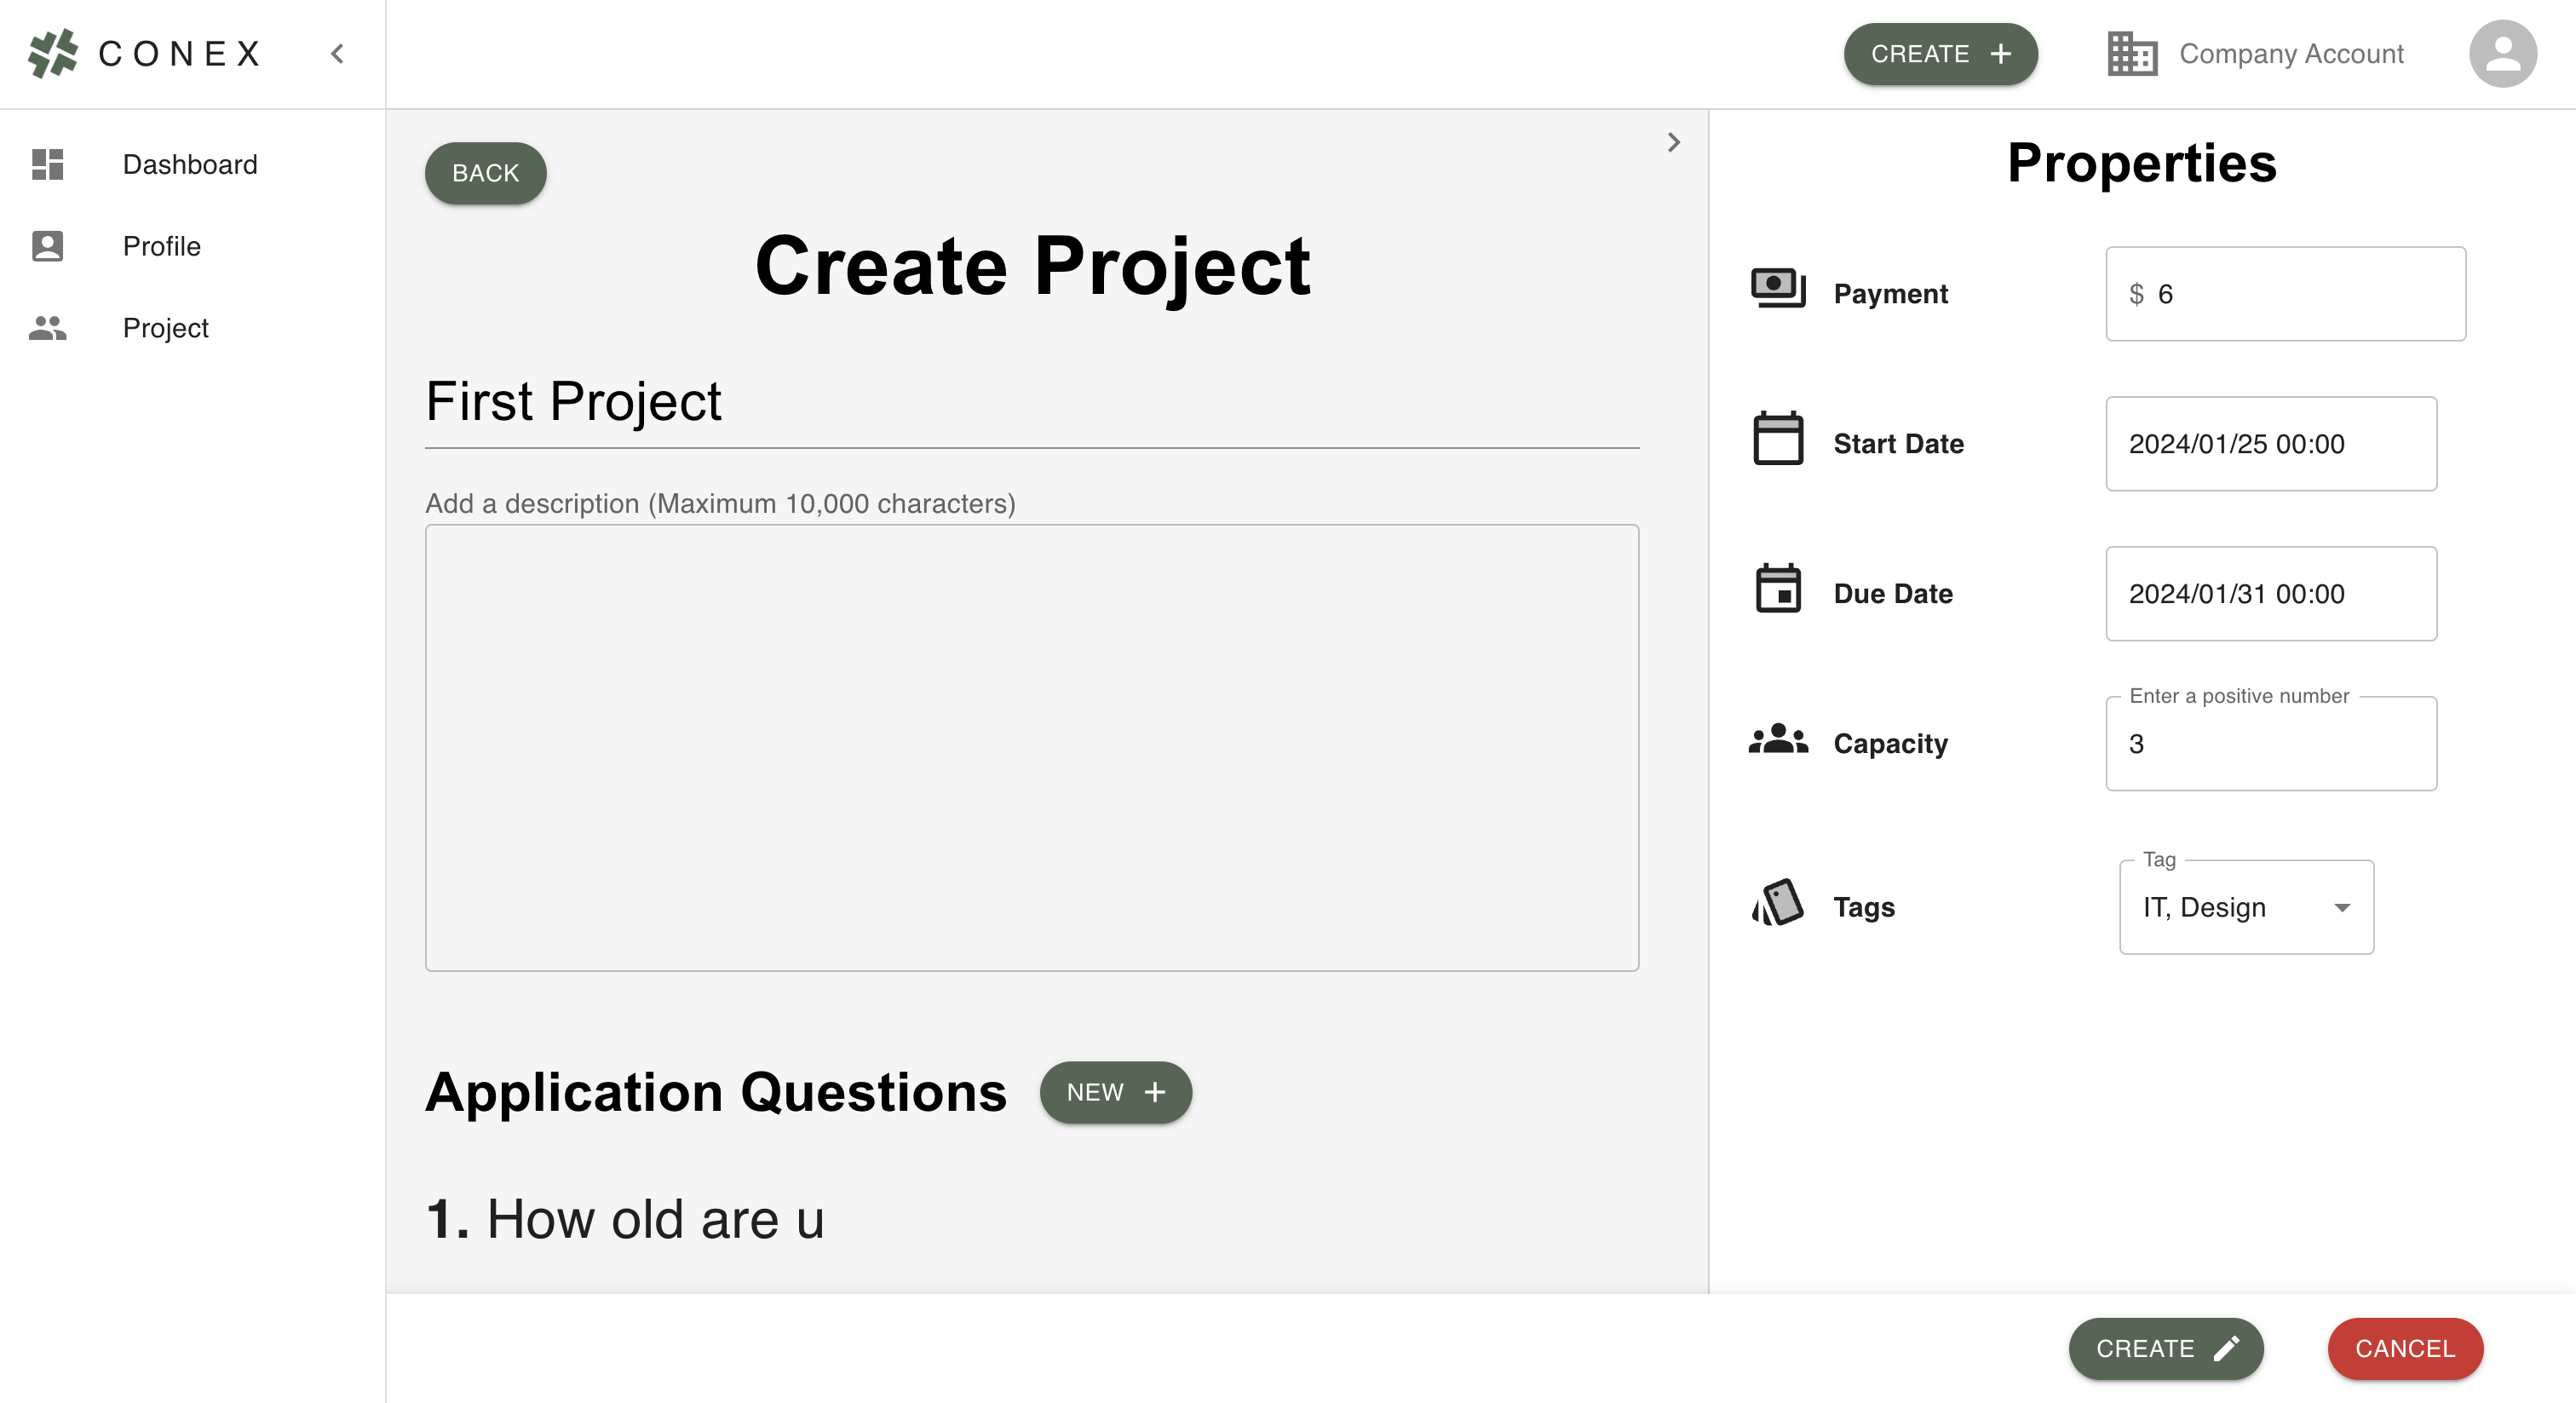 CONEX
CREATE +
Company Account
Dashboard
Profile
Project
BACK
Create Project
First Project
Add a description (Maximum 10,000 characters)
Application Questions
NEW +
1. How old are u
Properties
Payment
$ 6
Start Date
2024/01/25 00:00
Due Date
2024/01/31 00:00
Capacity
Enter a positive number
3
Tags
Tag
IT, Design
CREATE
CANCEL